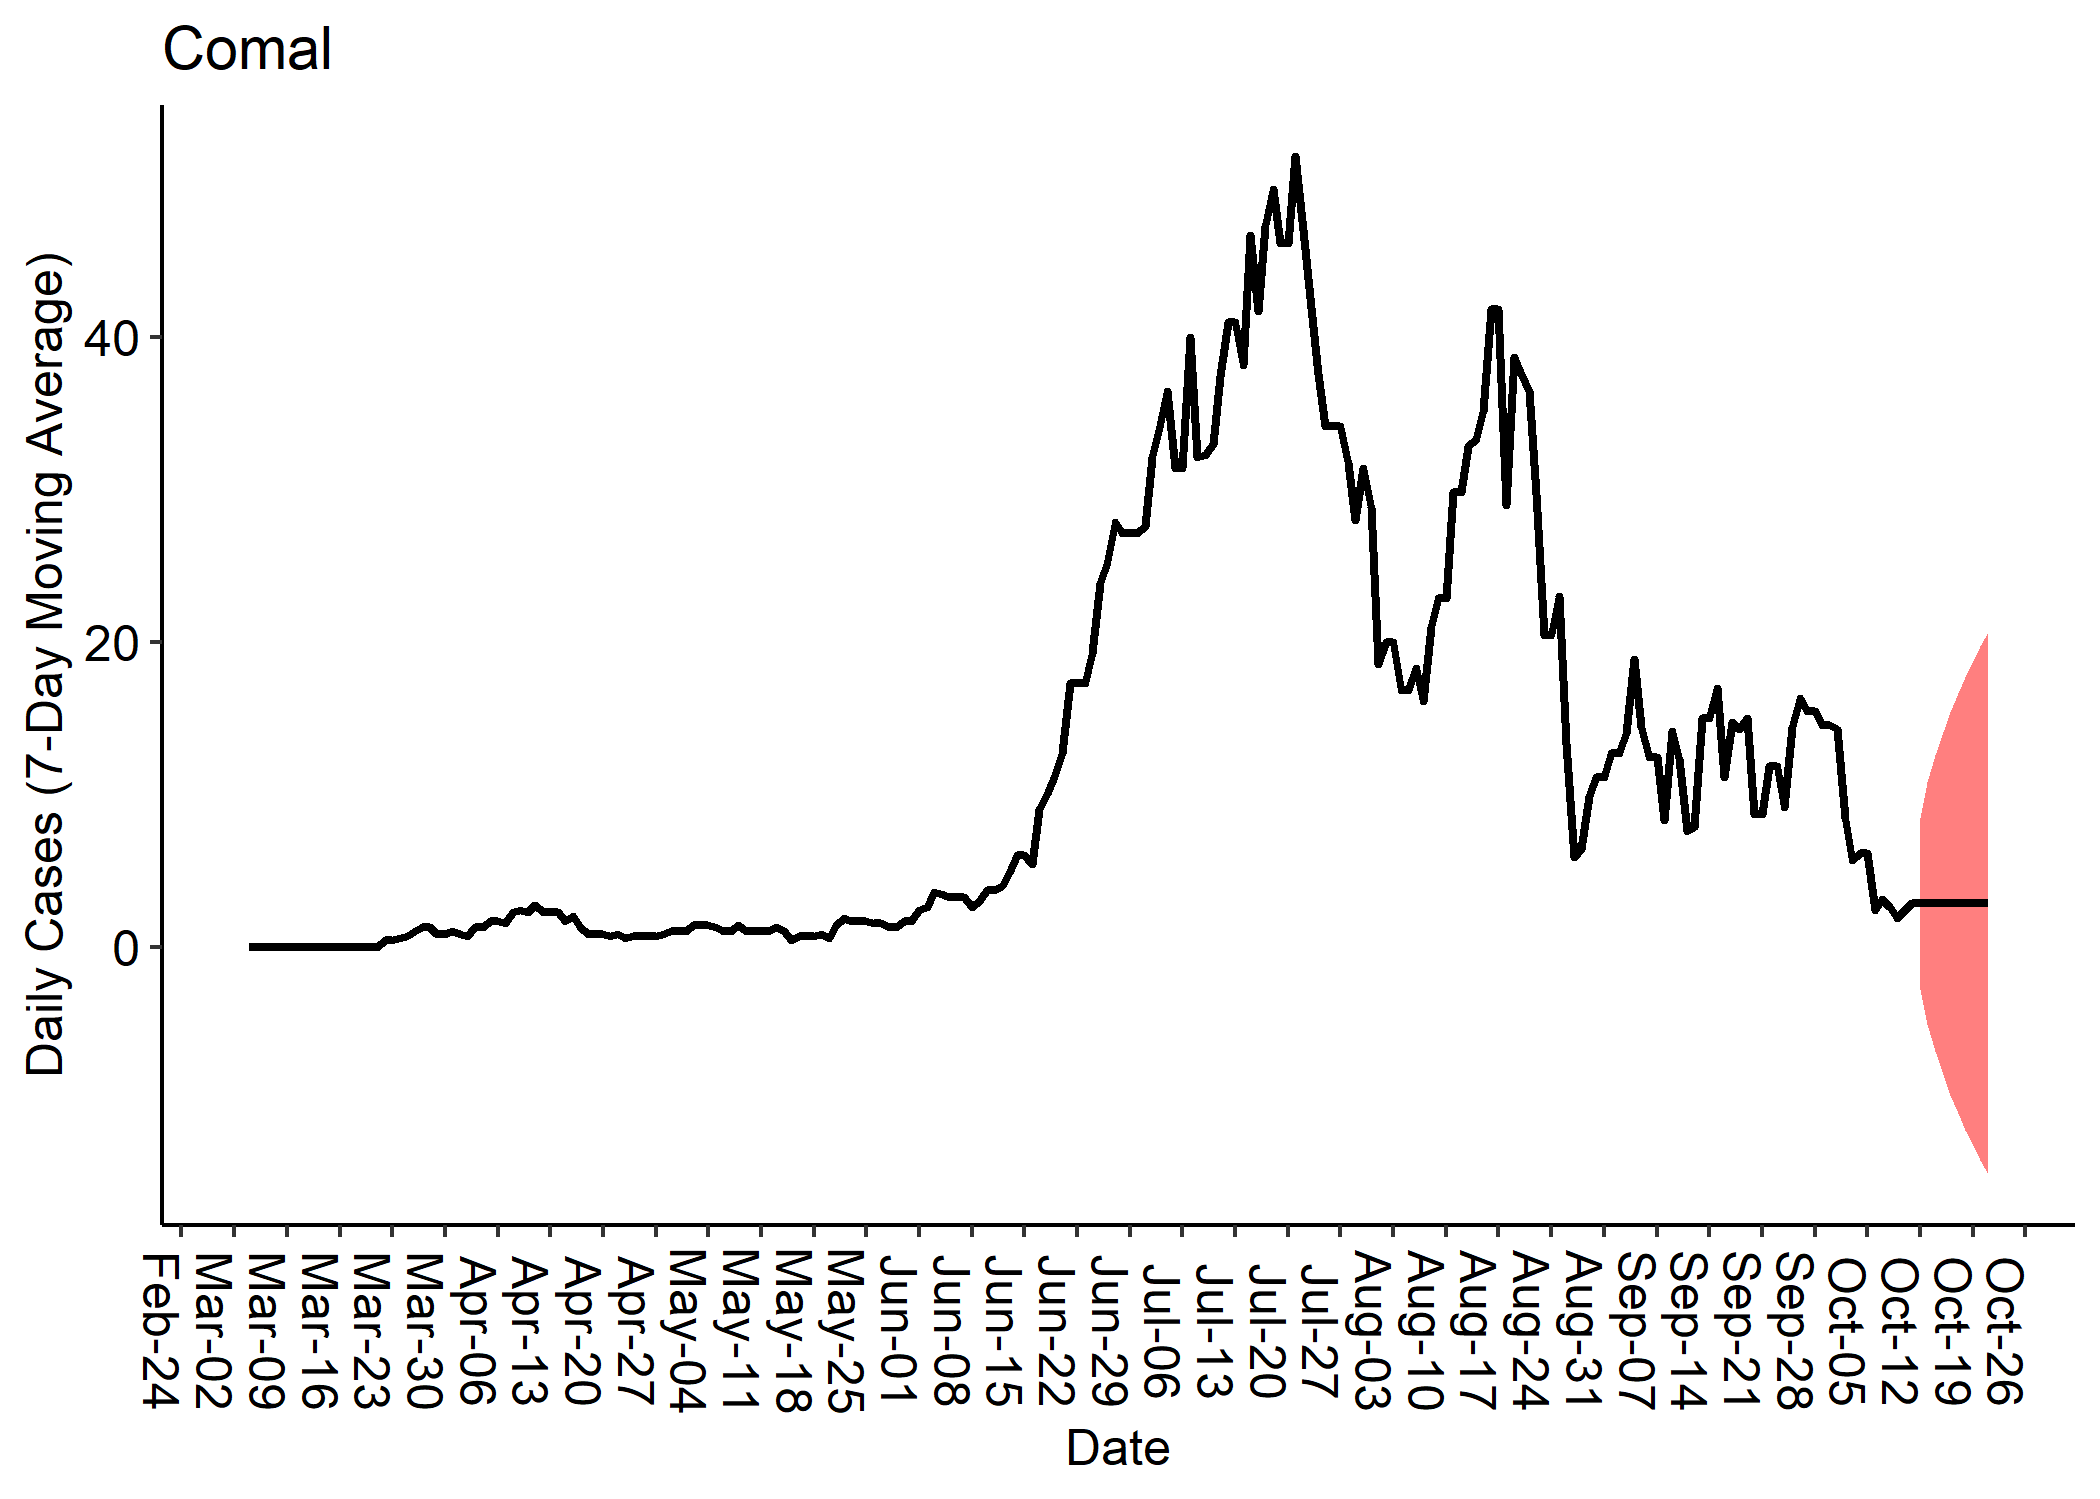 Comal
Daily Cases (7-Day Moving Average)
40
20
0
Feb-24
Mar-02
Mar-09
Mar-16
Mar-23
Mar-30
Apr-06
Apr-13
Apr-20
Apr-27
May-04
May-11
May-18
May-25
Jun-01
Jun-08
Jun-15
Jun-22
Jun-29
Jul-06
Jul-13
Jul-20
Jul-27
Aug-03
Aug-10
Aug-17
Aug-24
Aug-31
Sep-07
Sep-14
Sep-21
Sep-28
Oct-05
Oct-12
Oct-19
Oct-26
Date